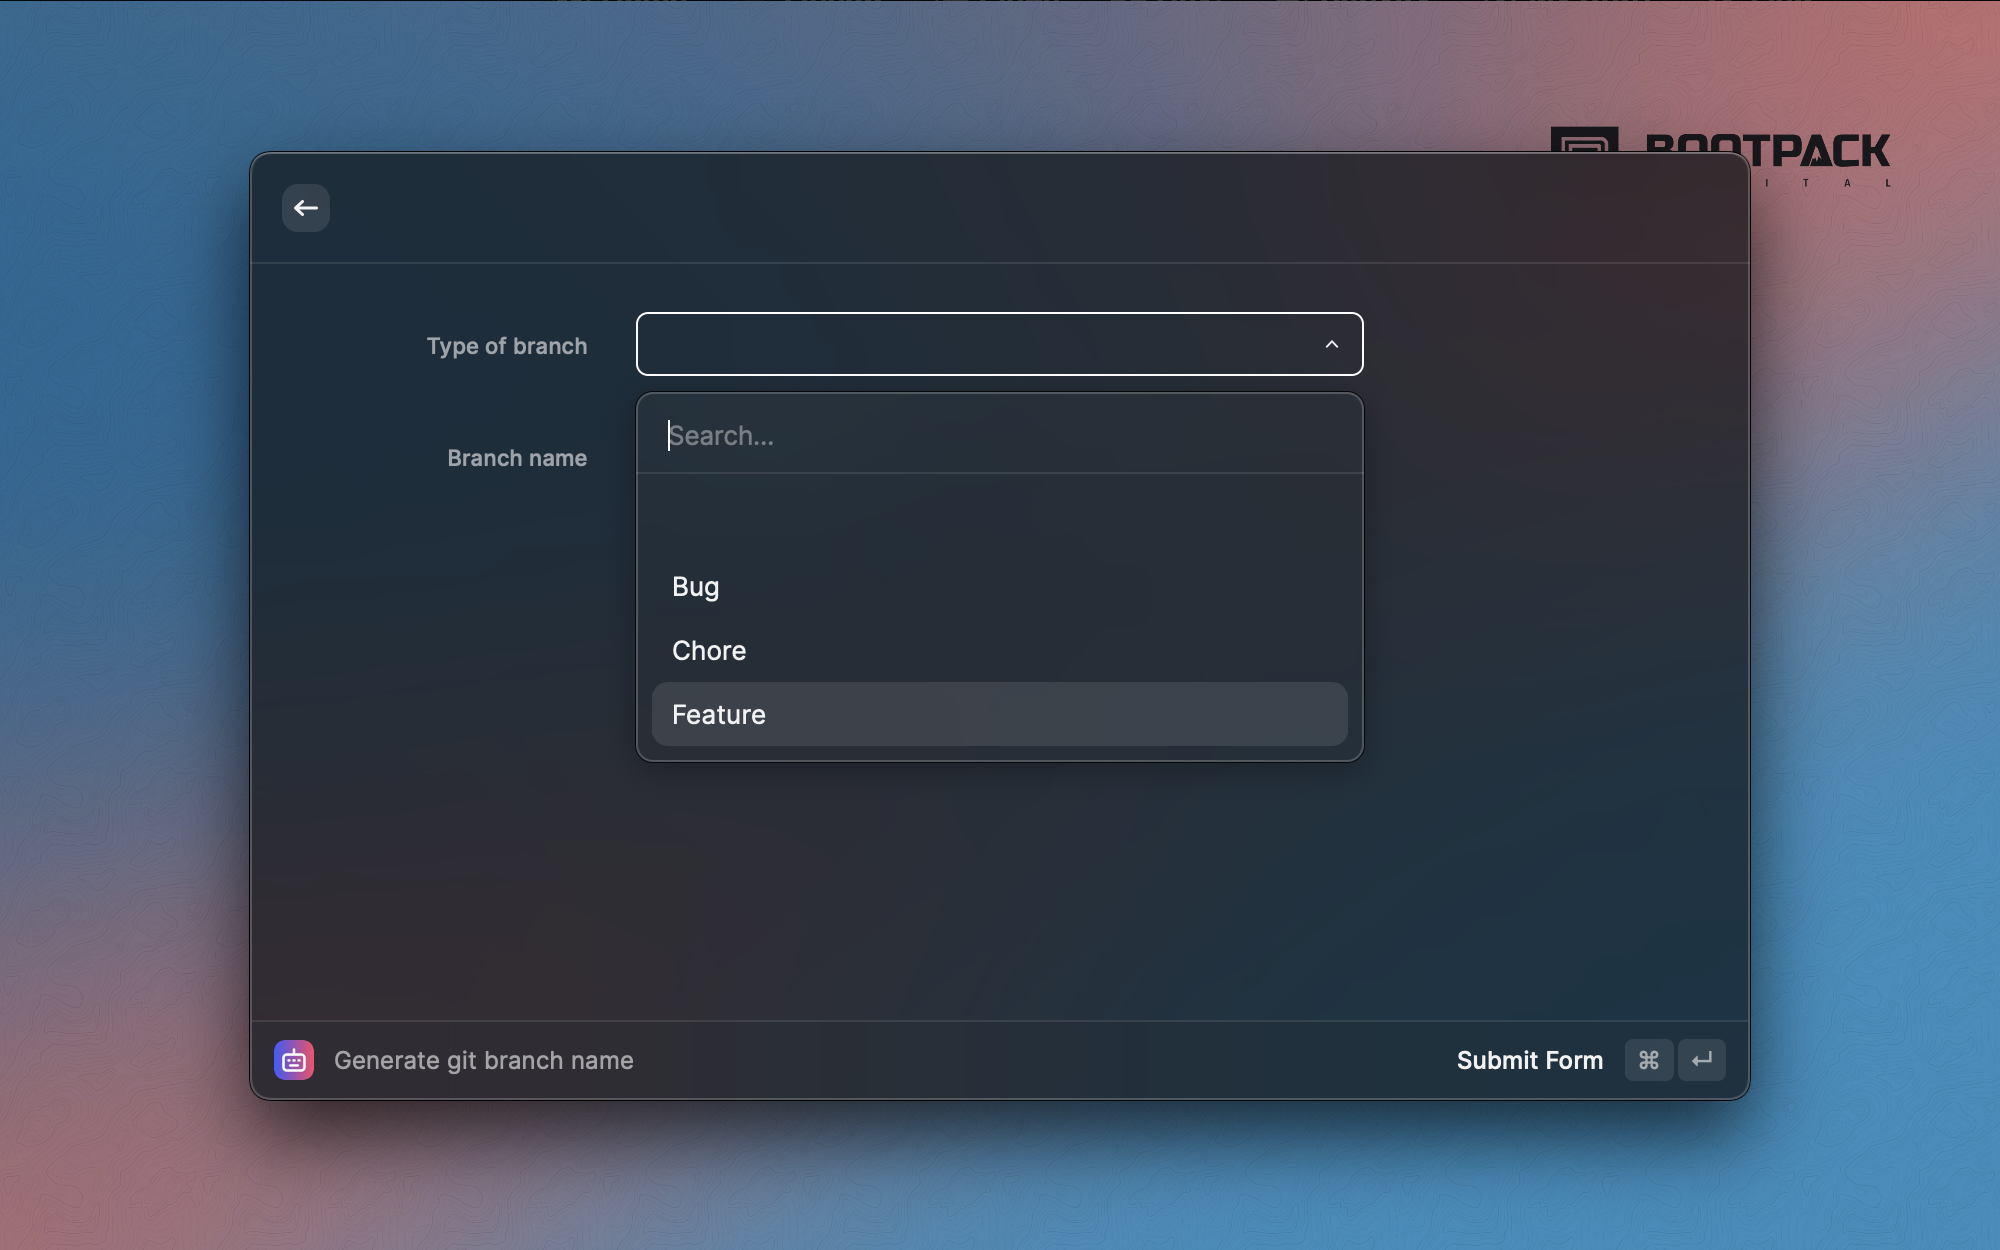 BOOTPACK
I T A L
Type of branch
Search...
Branch name
Bug
Chore
Feature
Generate git branch name
Submit Form ⌘ ↵